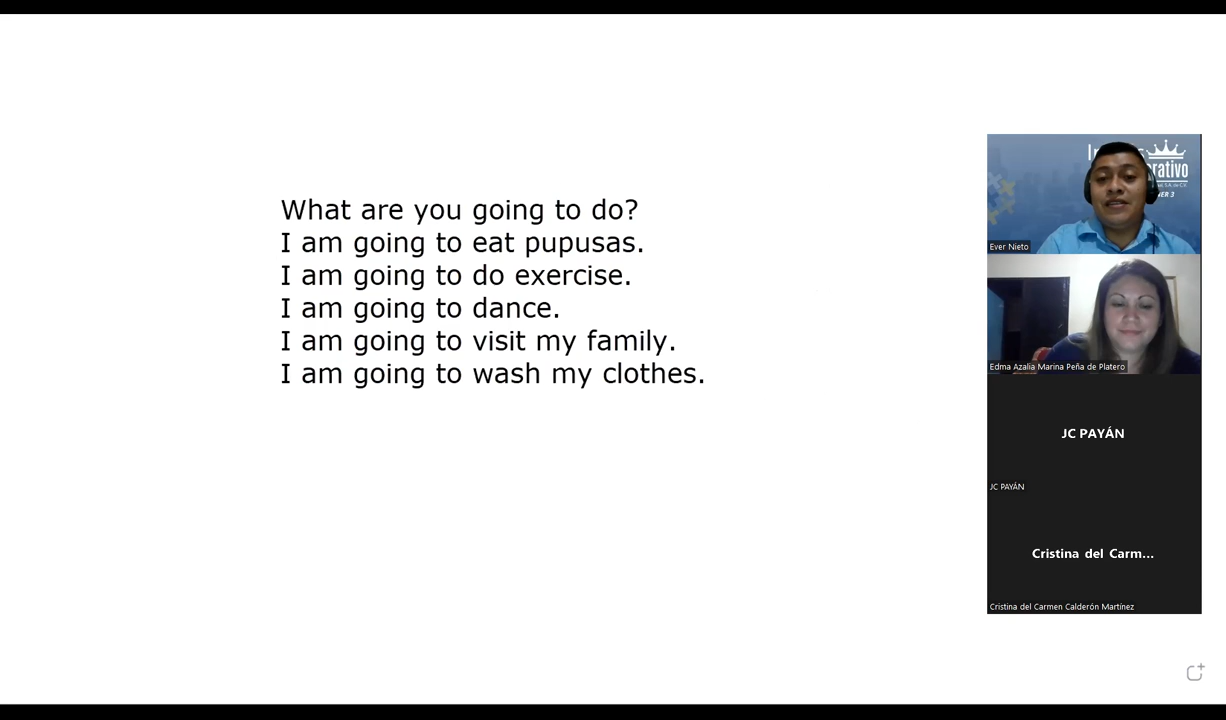 What are you going to do?
I am going to eat pupusas.
I am going to do exercise.
I am going to dance.
I am going to visit my family.
I am going to wash my clothes.
Ever Nieto
Edma Azalia Marina Peña de Platero
JC PAYÁN
JC PAYÁN
Cristina del Carm...
Cristina del Carmen Calderón Martínez